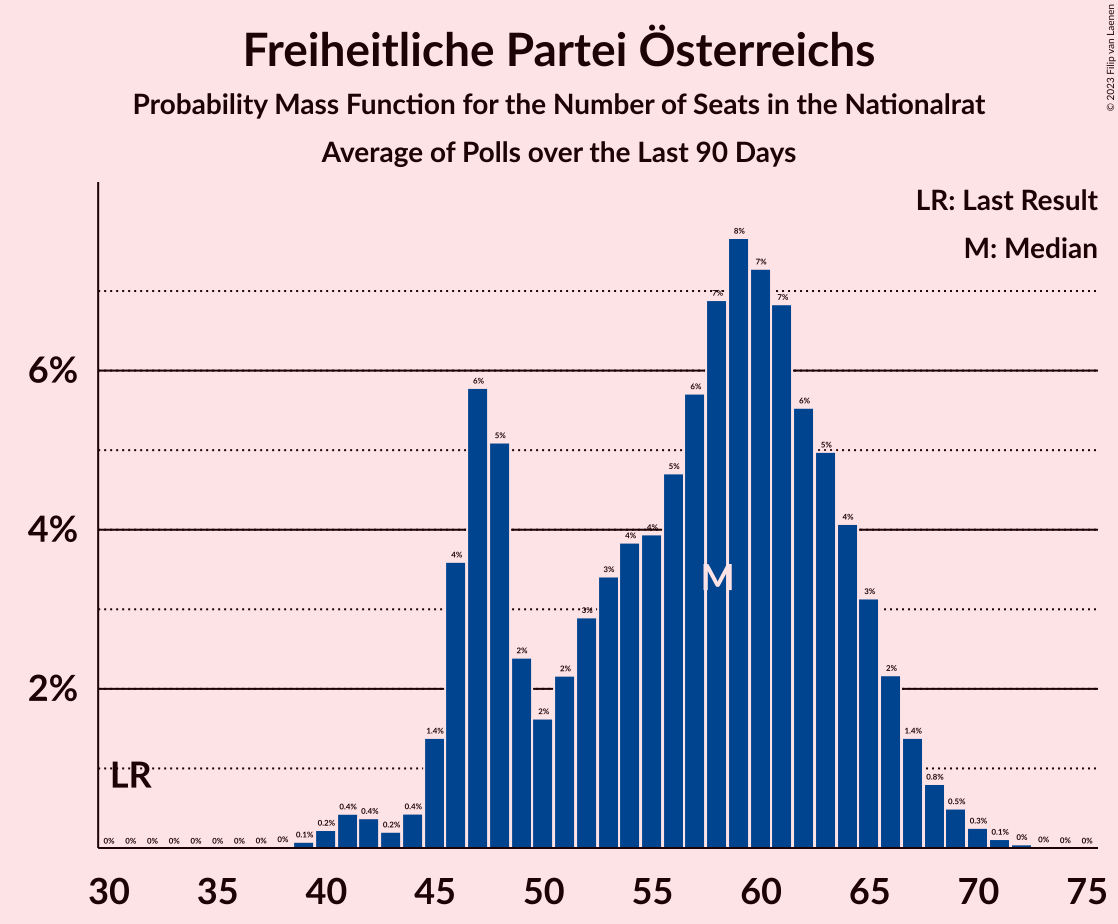 Freiheitliche Partei Österreichs
Probability Mass Function for the Number of Seats in the Nationalrat
Average of Polls over the Last 90 Days
© 2023 Filip van Laenen
LR: Last Result
M: Median
6%
4%
2%
LR
M
0% 0% 0% 0% 0% 0% 0% 0% 0% 0.1% 0.2% 0.4% 0.4% 0.2% 0.4% 1.4% 4% 6% 5% 2% 2% 2% 3% 3% 4% 4% 5% 6% 7% 8% 7% 7% 6% 5% 4% 3% 2% 1.4% 0.8% 0.5% 0.3% 0.1% 0% 0% 0% 0%
30 35 40 45 50 55 60 65 70 75